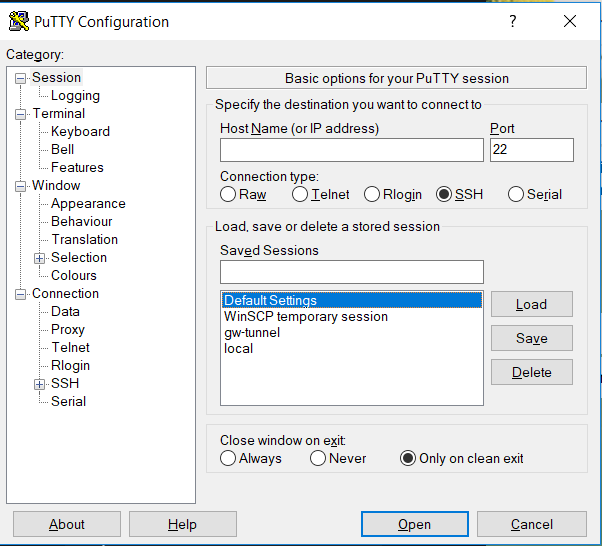 PuTTY Configuration
? ×
Category:
Session
Logging
Terminal
Keyboard
Bell
Features
Window
Appearance
Behaviour
Translation
Selection
Colours
Connection
Data
Proxy
Telnet
Rlogin
SSH
Serial
Basic options for your PuTTY session
Specify the destination you want to connect to
Host Name (or IP address) Port
22
Connection type:
Raw Telnet Rlogin SSH Serial
Load, save or delete a stored session
Saved Sessions
Default Settings
WinSCP temporary session
gw-tunnel
local
Load
Save
Delete
Close window on exit:
Always Never Only on clean exit
About Help Open Cancel